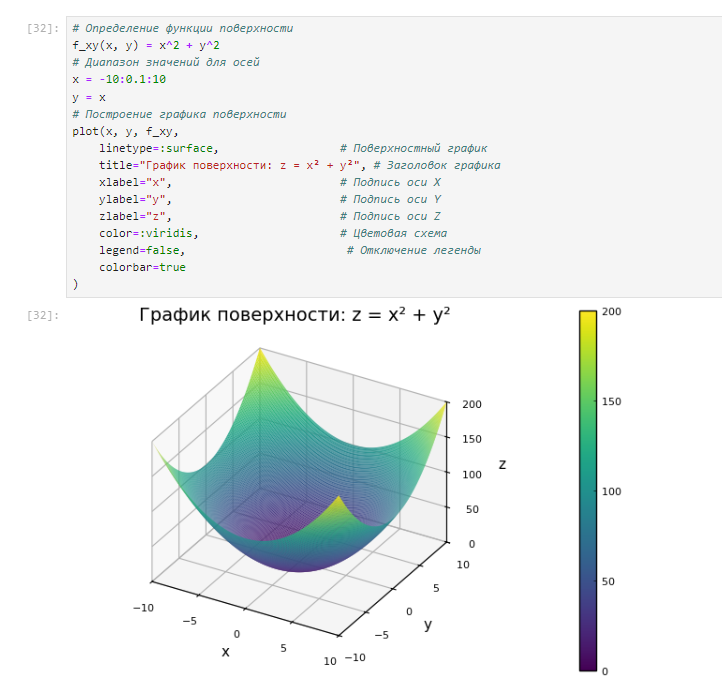 [32]:
# Определение функции поверхности
f_xy(x, y) = x^2 + y^2
# Диапазон значений для осей
x = -10:0.1:10
y = x
# Построение графика поверхности
plot(x, y, f_xy,
    linetype=:surface,                  # Поверхностный график
    title="График поверхности: z = x² + y²", # Заголовок графика
    xlabel="x",                         # Подпись оси X
    ylabel="y",                         # Подпись оси Y
    zlabel="z",                         # Подпись оси Z
    color=:viridis,                     # Цветовая схема
    legend=false,                        # Отключение легенды
    colorbar=true
)
[32]:
График поверхности: z = x² + y²
200
150
100
50
0
z
10
5
0
−5
−10
y
−10
−5
0
5
10
x
200
150
100
50
0